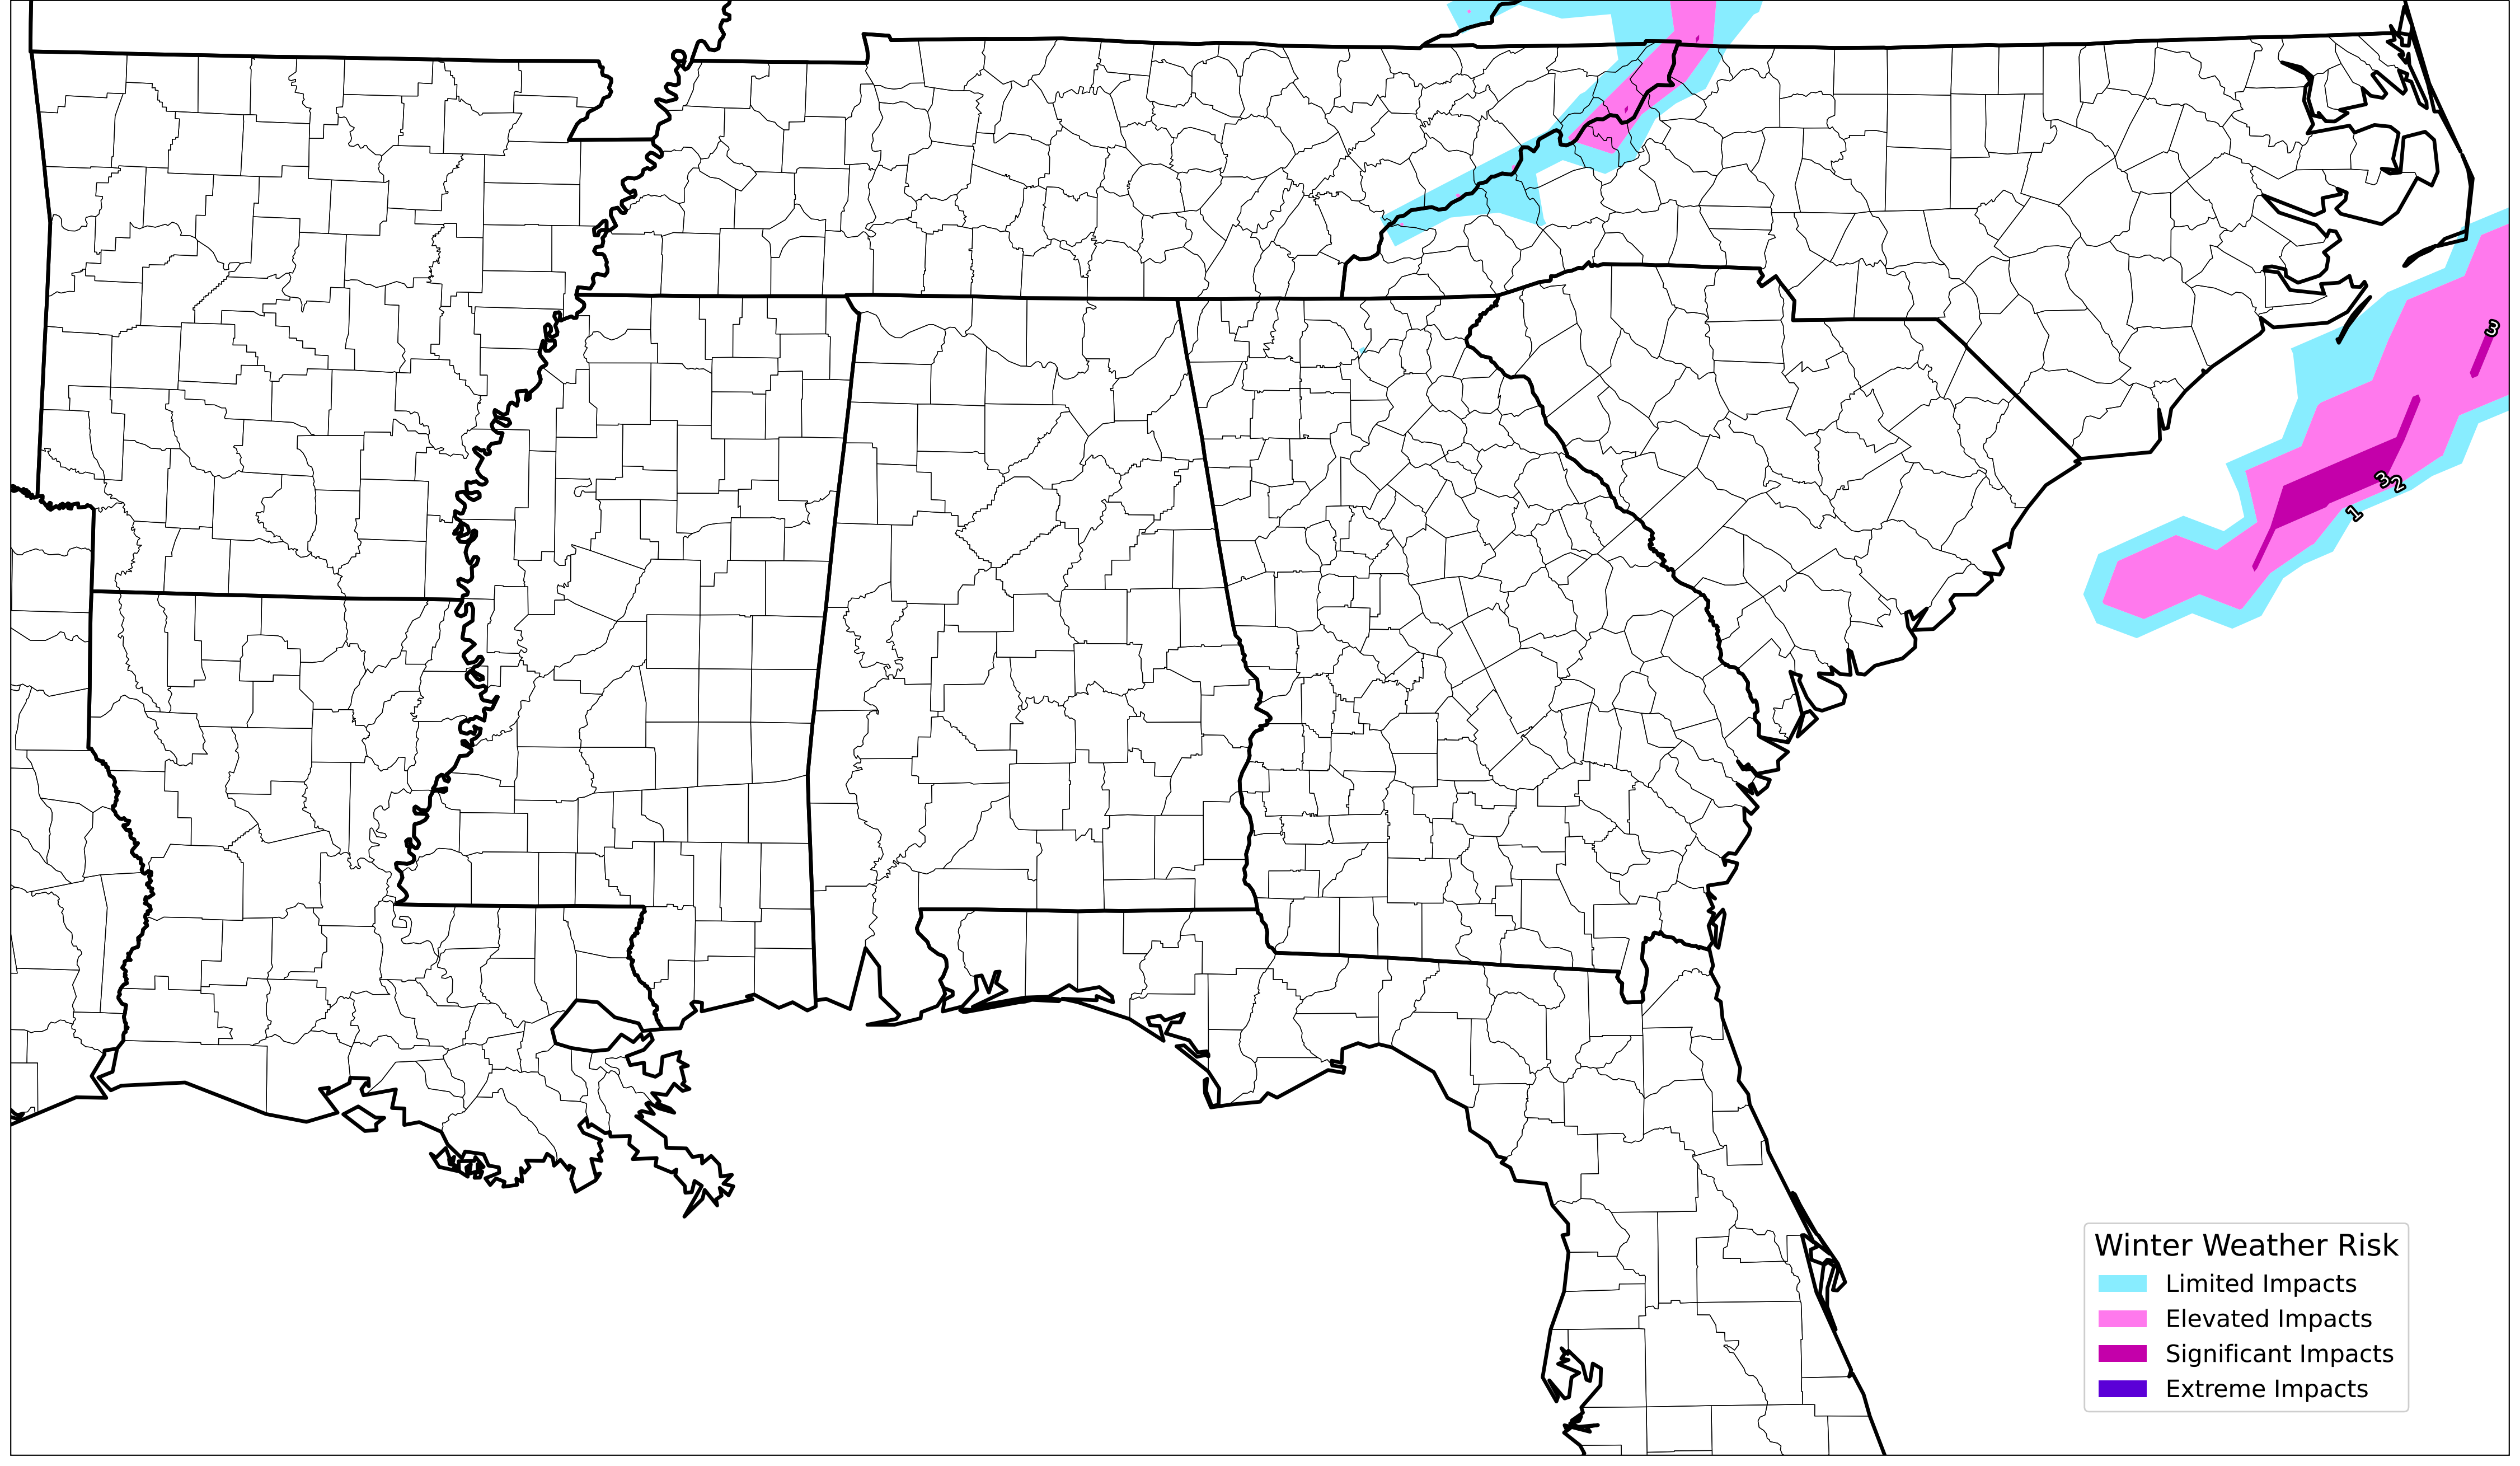 3
3
2
1
Winter Weather Risk
Limited Impacts
Elevated Impacts
Significant Impacts
Extreme Impacts